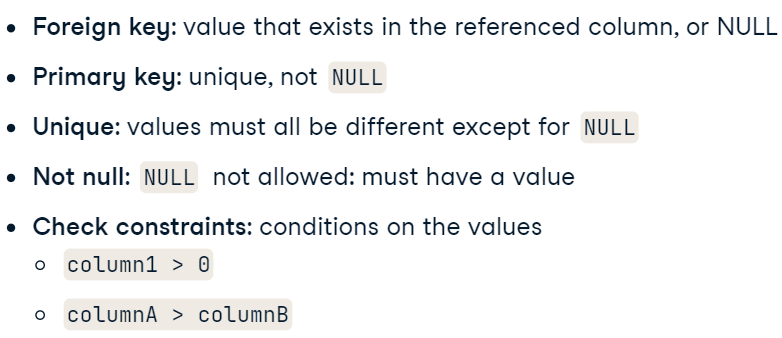 • Foreign key: value that exists in the referenced column, or NULL
• Primary key: unique, not NULL
• Unique: values must all be different except for NULL
• Not null: NULL not allowed: must have a value
• Check constraints: conditions on the values
○ column1 > 0
○ columnA > columnB